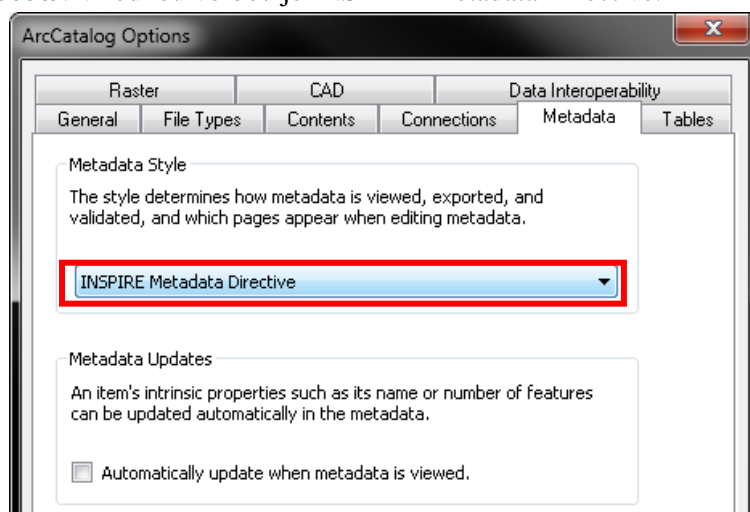 ArcCatalog Options
Raster CAD Data Interoperability
General File Types Contents Connections Metadata Tables
Metadata Style
The style determines how metadata is viewed, exported, and
validated, and which pages appear when editing metadata.
INSPIRE Metadata Directive
Metadata Updates
An item's intrinsic properties such as its name or number of features
can be updated automatically in the metadata.
Automatically update when metadata is viewed.